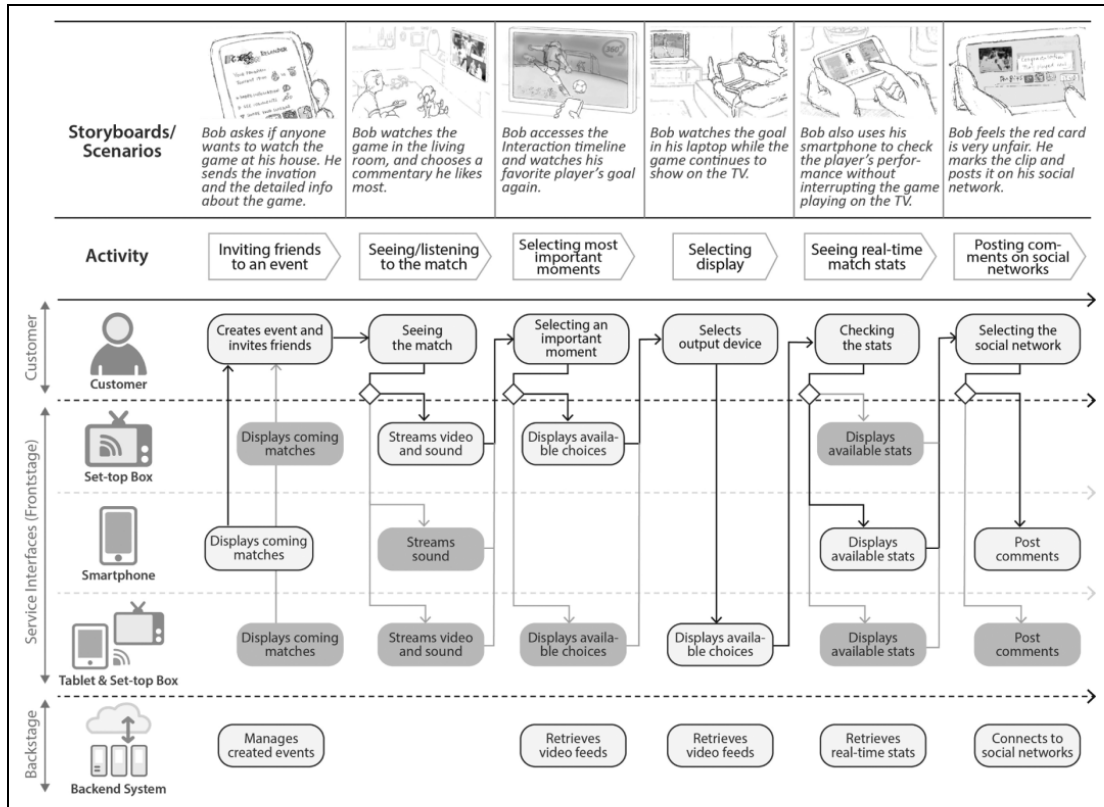 Storyboards/
Scenarios
Bob askes if anyone
wants to watch the
game at his house. He
sends the invation
and the detailed info
about the game.
Bob watches the
game in the living
room, and chooses a
commentary he likes
most.
Bob accesses the
Interaction timeline
and watches his
favorite player's goal
again.
Bob watches the goal
in his laptop while the
game continues to
show on the TV.
Bob also uses his
smartphone to check
the player's perfor-
mance without
interrupting the game
playing on the TV.
Bob feels the red card
is very unfair. He
marks the clip and
posts it on his social
network.
Activity
Inviting friends
to an event
Seeing/listening
to the match
Selecting most
important
moments
Selecting
display
Seeing real-time
match stats
Posting com-
ments on social
networks
Customer
Customer
Creates event and
invites friends
Seeing
the match
Selecting an
important
moment
Selects
output device
Checking
the stats
Selecting the
social network
Service Interfaces (Frontstage)
Set-top Box
Displays coming
matches
Streams video
and sound
Displays availa-
ble choices
Displays
available stats
Smartphone
Displays coming
matches
Streams
sound
Displays
available stats
Post
comments
Tablet & Set-top Box
Displays coming
matches
Streams video
and sound
Displays availa-
ble choices
Displays availa-
ble choices
Displays
available stats
Post
comments
Backstage
Backend System
Manages
created events
Retrieves
video feeds
Retrieves
video feeds
Retrieves
real-time stats
Connects to
social networks